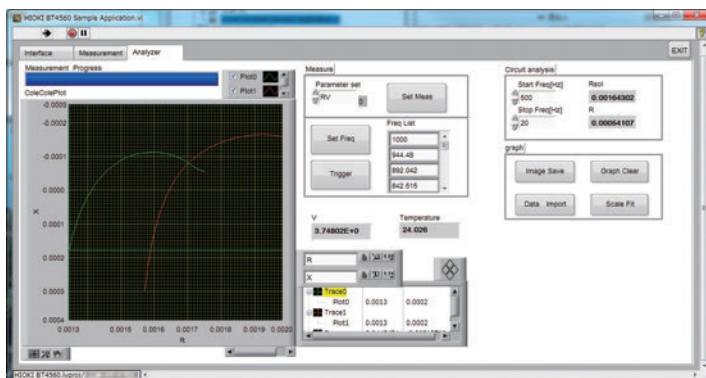 HIOKI BT4560 Sample Application.vi
EXIT
Interface
Measurement
Analyzer
Measurement Progress
Plot0
Plot1
ColeColePlot
-0.0003
-0.0002
-0.0001
0.0000
0.0001
0.0002
0.0003
0.0004
X
0.0013
0.0015
0.0016
0.0017
0.0018
0.0019
0.0020
R
Measure
Parameter set
RV
0
Set Meas
Set Freq
Trigger
Freq List
1000
944.48
892.042
842.515
V
3.74802E+0
Temperature
24.026
R
X
Trace0
Plot0 0.0013 0.0002
Trace1
Plot1 0.0013 0.0002
Circuit analysis
Start Freq[Hz]
500
Stop Freq[Hz]
20
Rsol
0.00164302
R
0.00054107
graph
Image Save
Graph Clear
Data Import
Scale Fit